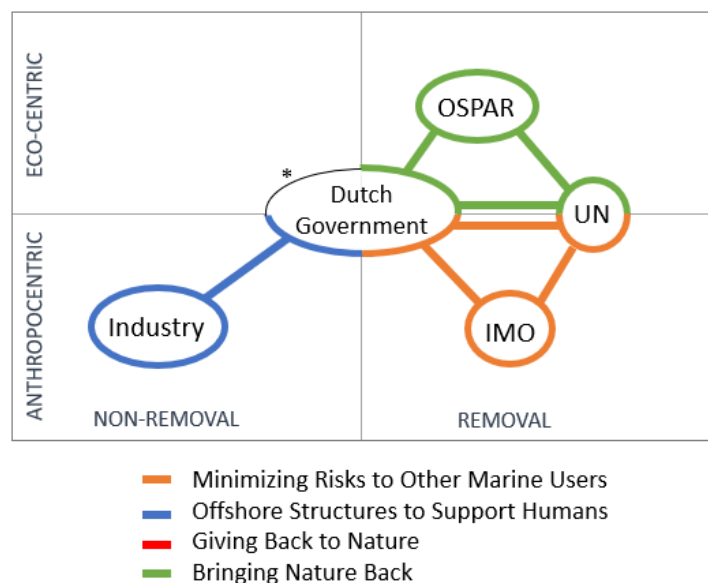 ECO-CENTRIC
OSPAR
*
Dutch
Government
UN
ANTHROPOCENTRIC
Industry
IMO
NON-REMOVAL
REMOVAL
Minimizing Risks to Other Marine Users
Offshore Structures to Support Humans
Giving Back to Nature
Bringing Nature Back